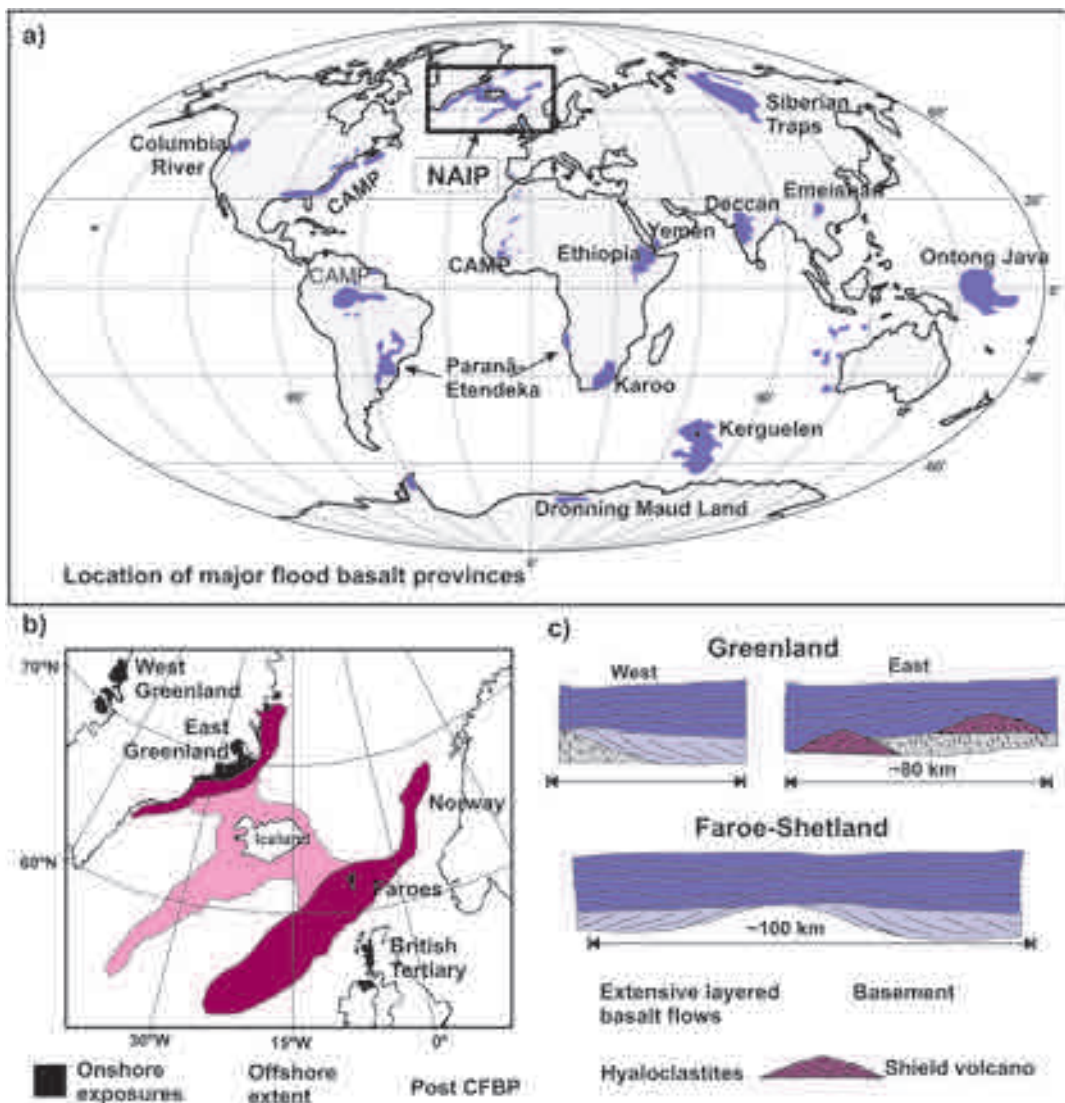 a)
Siberian
Traps
Columbia
River
NAIP
CAMP
Emeishan
Deccan
Yemen
Ethiopia
CAMP
Ontong Java
CAMP
Paranã-
Etendeka
Karoo
Kerguelen
Dronning Maud Land
0°
Location of major flood basalt provinces
b)
70°N
West
Greenland
East
Greenland
Norway
Iceland
60°N
Faroes
British
Tertiary
30°W
15°W
0°
Onshore
exposures
Offshore
extent
Post CFBP
c)
Greenland
West
East
~80 km
Faroe-Shetland
~100 km
Extensive layered
basalt flows
Basement
Hyaloclastites
Shield volcano